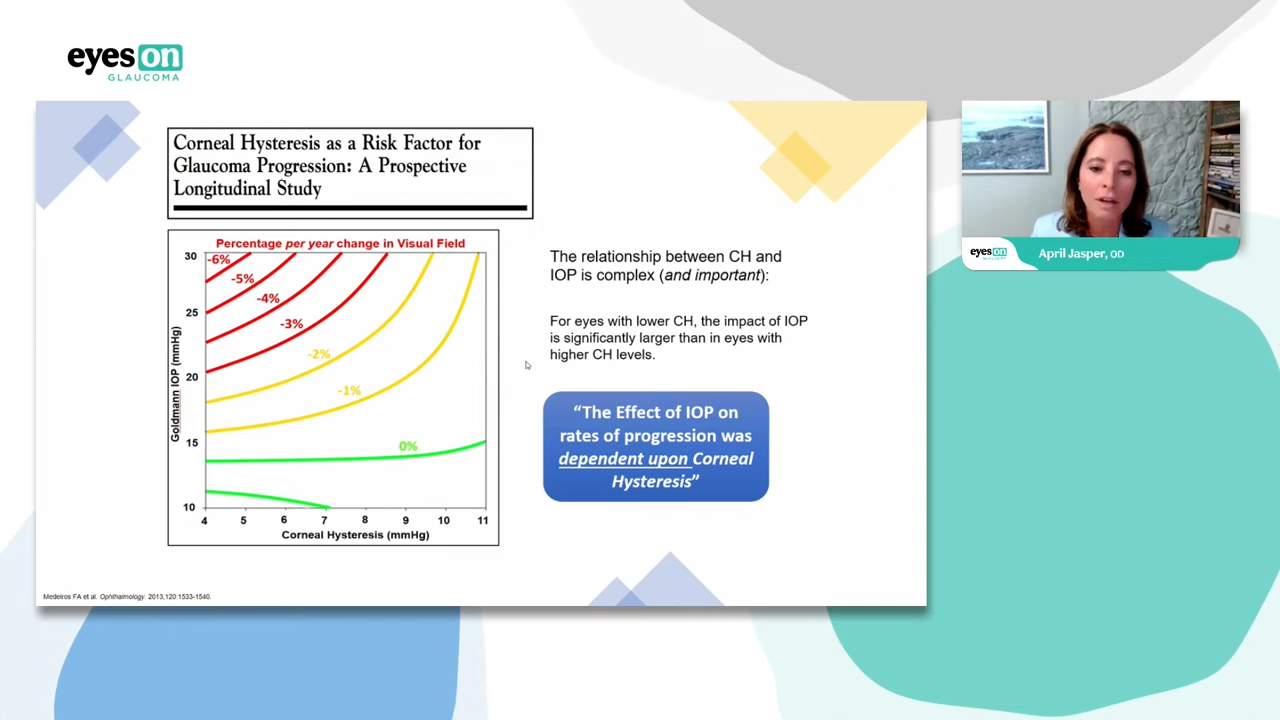 eyes on
GLAUCOMA
Corneal Hysteresis as a Risk Factor for
Glaucoma Progression: A Prospective
Longitudinal Study
Percentage per year change in Visual Field
30
25
20
15
10
Goldmann IOP (mmHg)
-6%
-5%
-4%
-3%
-2%
-1%
0%
4 5 6 7 8 9 10 11
Corneal Hysteresis (mmHg)
The relationship between CH and
IOP is complex (and important):
For eyes with lower CH, the impact of IOP
is significantly larger than in eyes with
higher CH levels.
“The Effect of IOP on
rates of progression was
dependent upon Corneal
Hysteresis”
Medeiros FA et al. Ophthalmology. 2013;120:1533-1540.
eyes on
April Jasper, OD